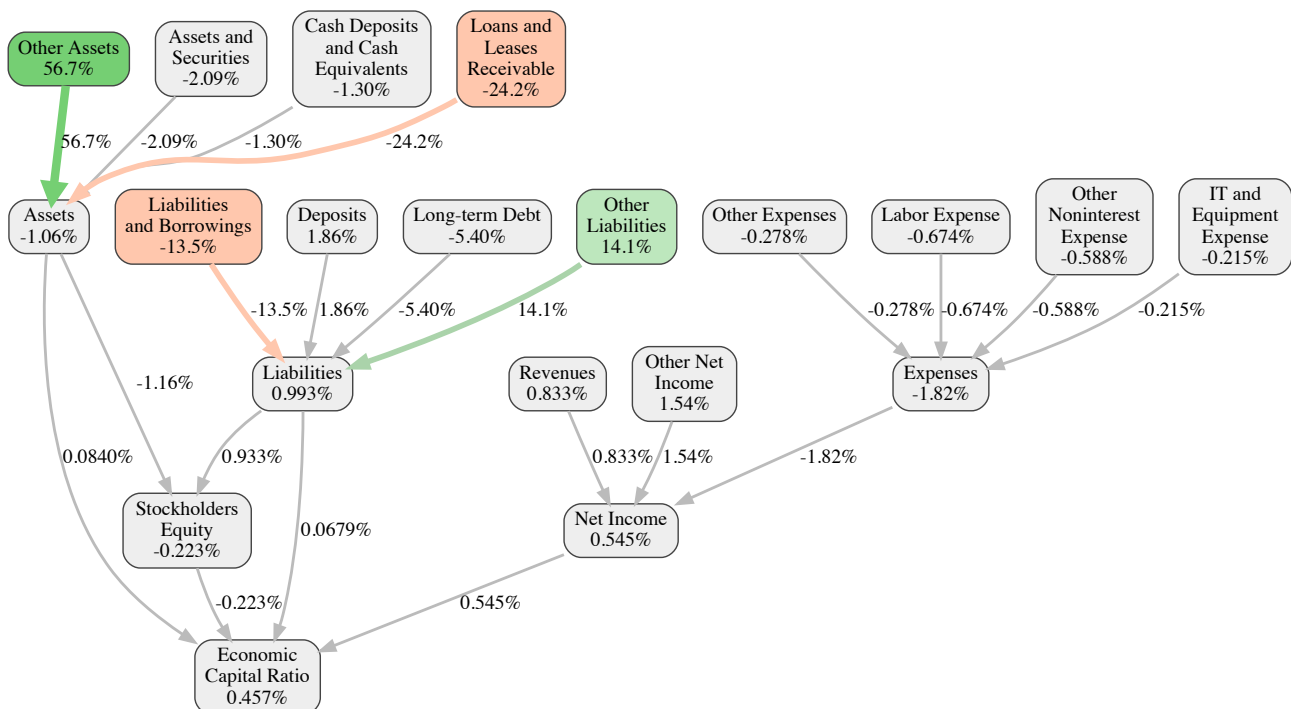 Other Assets
56.7%
Assets and
Securities
-2.09%
Cash Deposits
and Cash
Equivalents
-1.30%
Loans and
Leases
Receivable
-24.2%
56.7%
-2.09%
-1.30%
-24.2%
Assets
-1.06%
Liabilities
and Borrowings
-13.5%
Deposits
1.86%
Long-term Debt
-5.40%
Other
Liabilities
14.1%
Other Expenses
-0.278%
Labor Expense
-0.674%
Other
Noninterest
Expense
-0.588%
IT and
Equipment
Expense
-0.215%
-13.5%
1.86%
-5.40%
14.1%
-0.278%
-0.674%
-0.588%
-0.215%
Liabilities
0.993%
Revenues
0.833%
Other Net
Income
1.54%
Expenses
-1.82%
-1.16%
0.0840%
0.933%
0.833%
1.54%
-1.82%
Stockholders
Equity
-0.223%
0.0679%
Net Income
0.545%
-0.223%
0.545%
Economic
Capital Ratio
0.457%